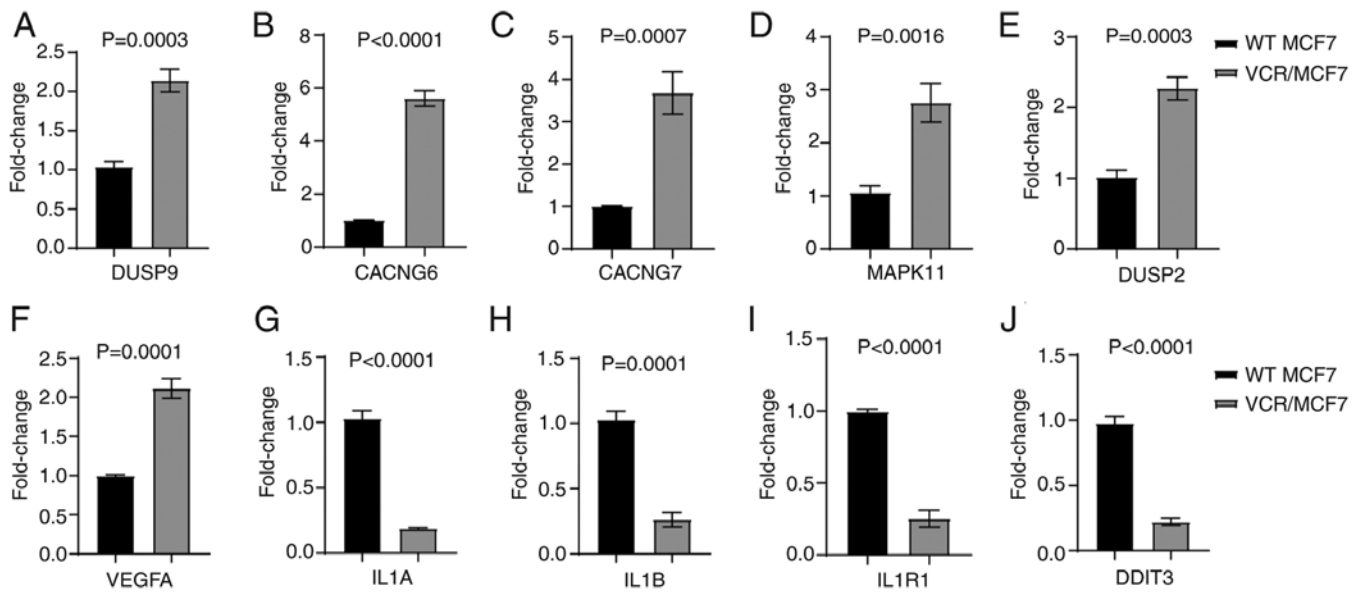 A
P=0.0003
Fold-change
2.5
2.0
1.5
1.0
0.5
0.0
DUSP9
B
P<0.0001
Fold-change
8
6
4
2
0
CACNG6
C
P=0.0007
Fold-change
5
4
3
2
1
0
CACNG7
D
P=0.0016
Fold-change
4
3
2
1
0
MAPK11
E
P=0.0003
Fold-change
3
2
1
0
DUSP2
WT MCF7
VCR/MCF7
F
P=0.0001
Fold-change
2.5
2.0
1.5
1.0
0.5
0.0
VEGFA
G
P<0.0001
Fold-change
1.5
1.0
0.5
0.0
IL1A
H
P=0.0001
Fold-change
1.5
1.0
0.5
0.0
IL1B
I
P<0.0001
Fold-change
1.5
1.0
0.5
0.0
IL1R1
J
P<0.0001
Fold-change
1.5
1.0
0.5
0.0
DDIT3
WT MCF7
VCR/MCF7